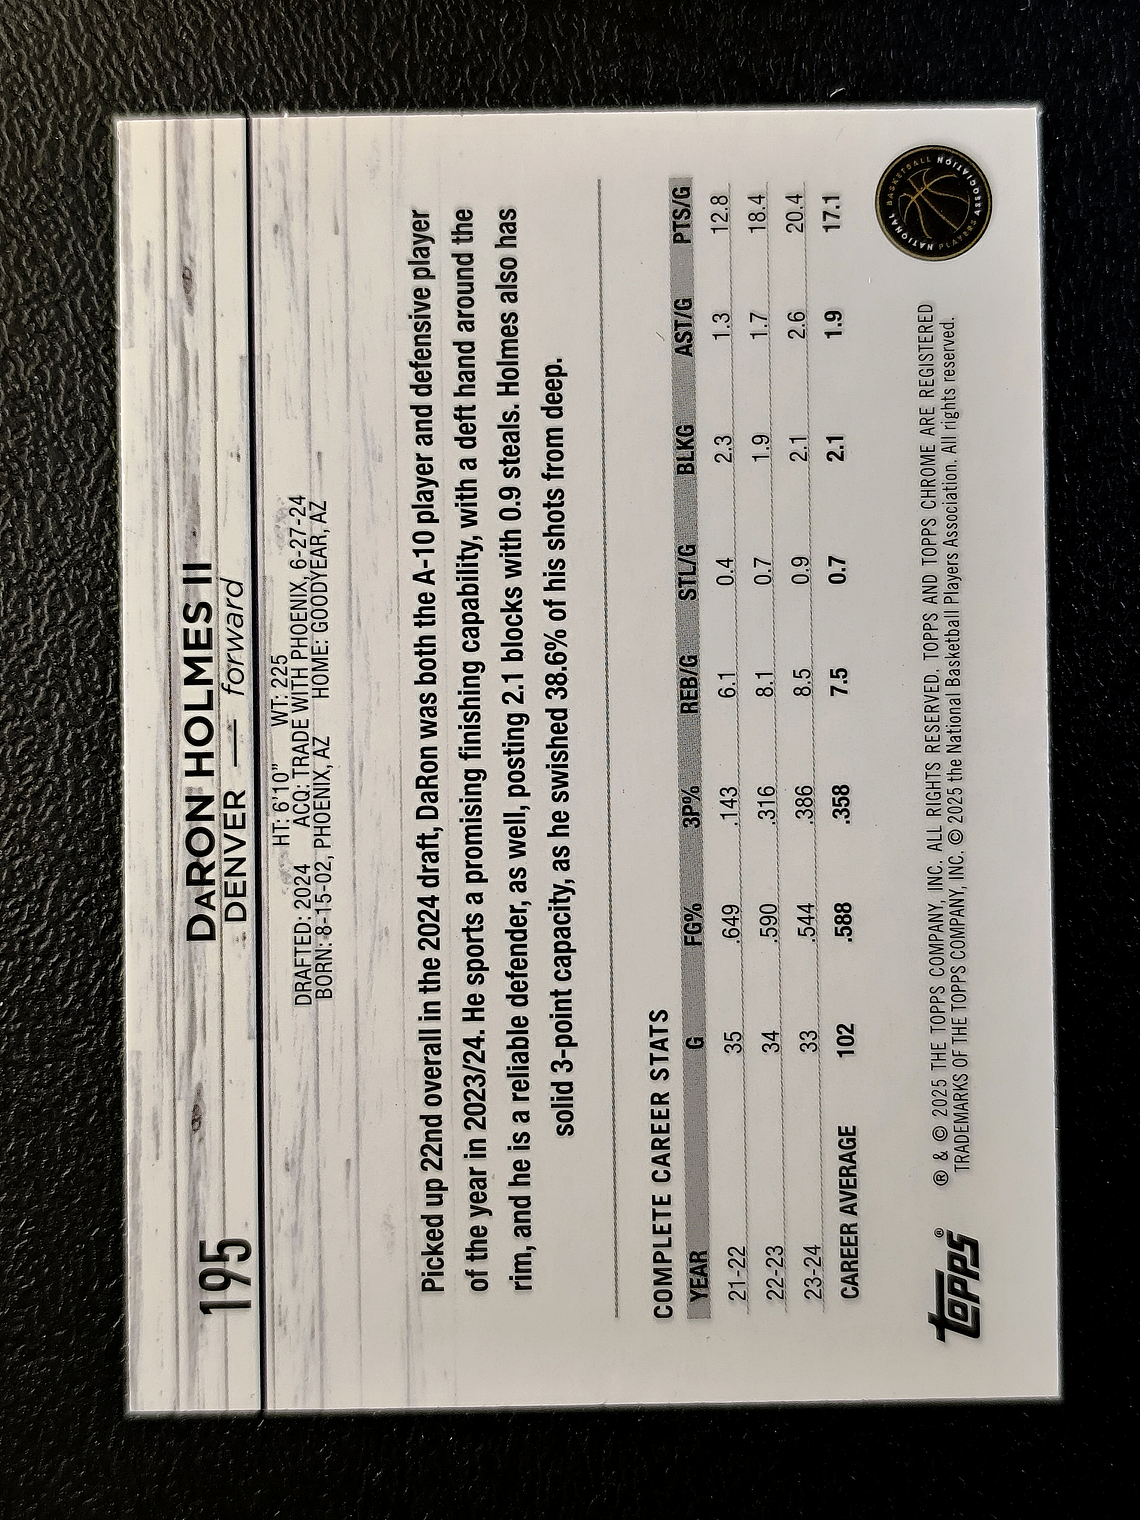 195
DARON HOLMES II
DENVER — forward
HT: 6'10" WT: 225
DRAFTED: 2024 ACQ: TRADE WITH PHOENIX, 6-27-24
BORN: 8-15-02, PHOENIX, AZ HOME: GOODYEAR, AZ
Picked up 22nd overall in the 2024 draft, DaRon was both the A-10 player and defensive player
of the year in 2023/24. He sports a promising finishing capability, with a deft hand around the
rim, and he is a reliable defender, as well, posting 2.1 blocks with 0.9 steals. Holmes also has
solid 3-point capacity, as he swished 38.6% of his shots from deep.
COMPLETE CAREER STATS
YEAR G FG% 3P% REB/G STL/G BLKG AST/G PTS/G
21-22 35 .649 .143 6.1 0.4 2.3 1.3 12.8
22-23 34 .590 .316 8.1 0.7 1.9 1.7 18.4
23-24 33 .544 .386 8.5 0.9 2.1 2.6 20.4
CAREER AVERAGE 102 .588 .358 7.5 0.7 2.1 1.9 17.1
topps®
® & © 2025 THE TOPPS COMPANY, INC. ALL RIGHTS RESERVED. TOPPS AND TOPPS CHROME ARE REGISTERED
TRADEMARKS OF THE TOPPS COMPANY, INC. © 2025 the National Basketball Players Association. All rights reserved.
NATIONAL BASKETBALL PLAYERS ASSOCIATION